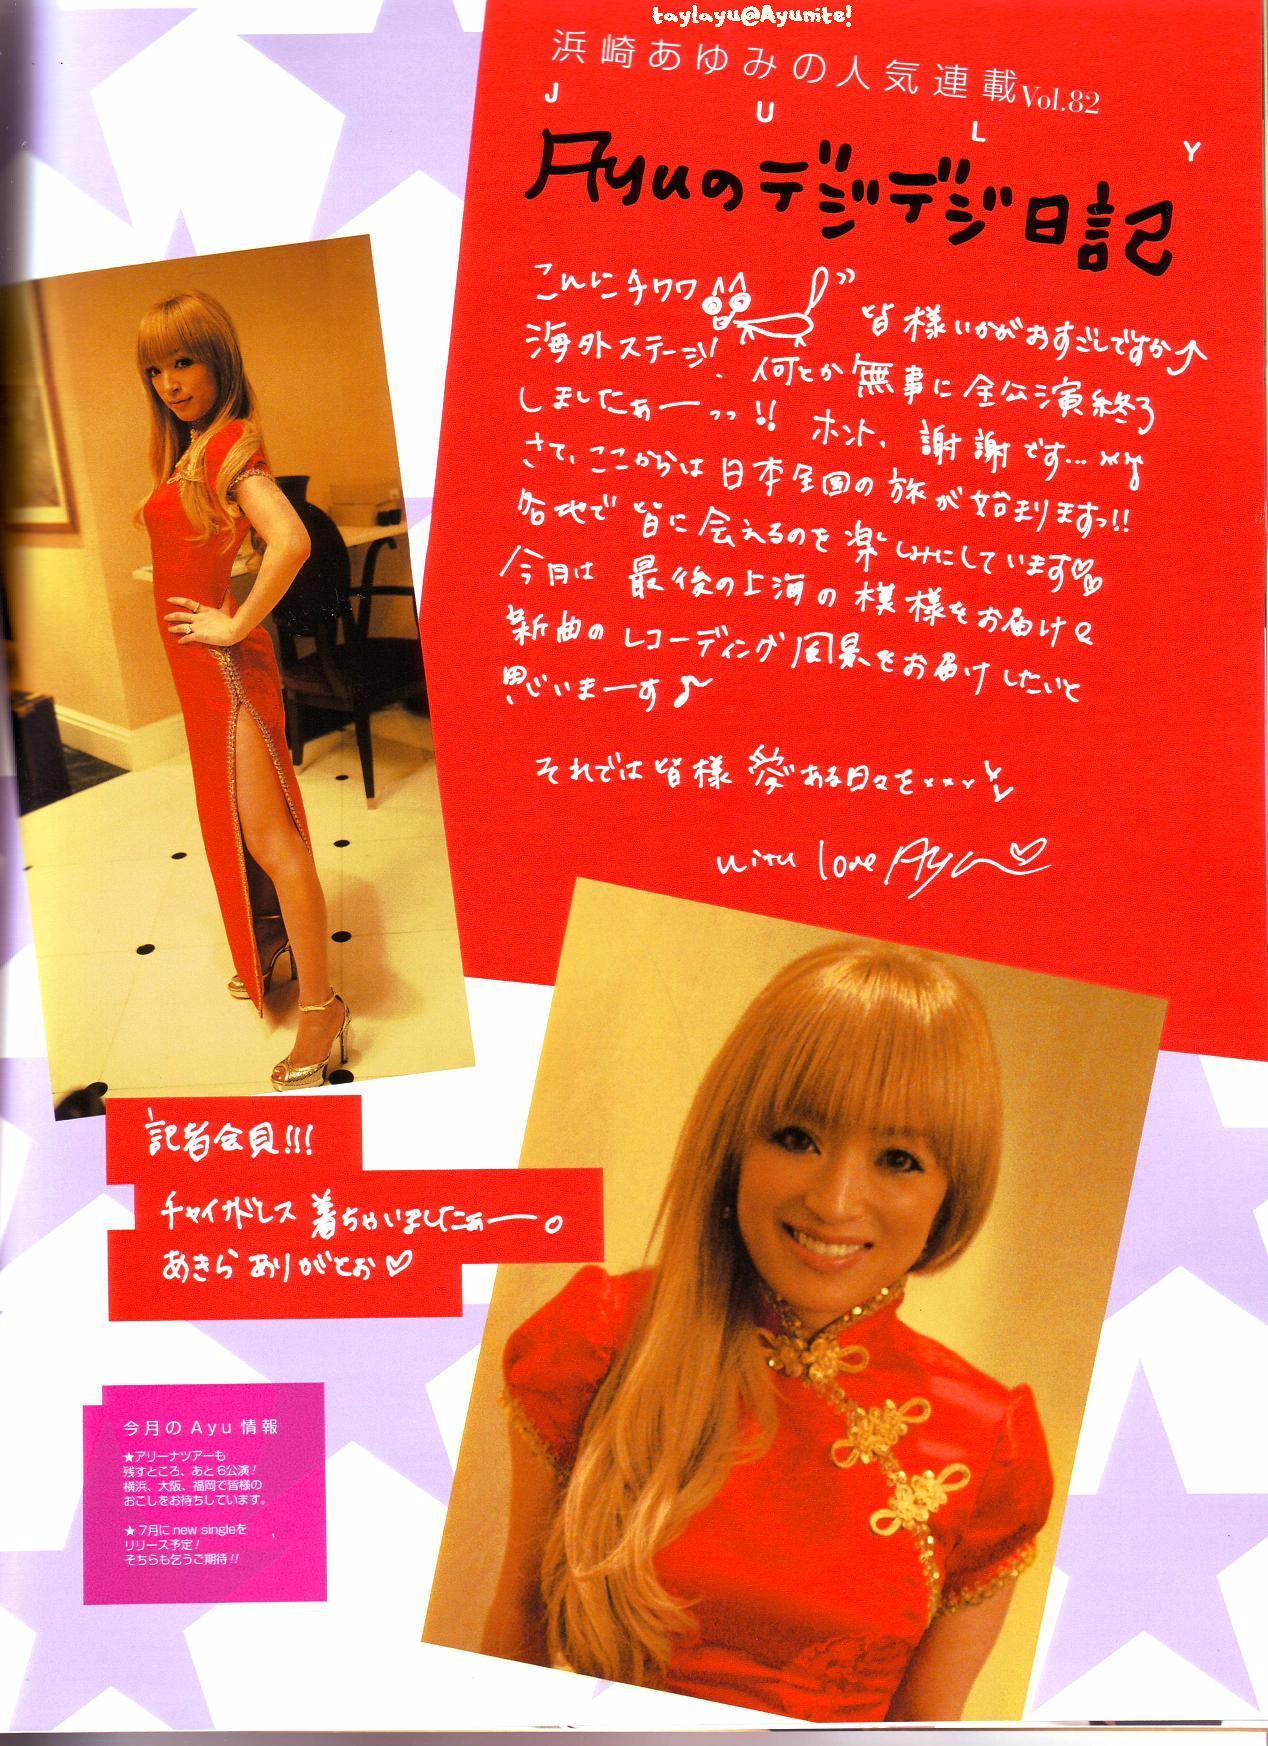 taylayu@Ayunite!
浜崎あゆみの人気連載 Vol.82
JULY
Ayuのデジデジ日記
こんにチワワ 皆様いかがおすごしですか↑
海外ステージ! 何とか無事に全公演終了
しましたぁーっっ!! ホント、謝謝です…
さて、ここからは日本全国の旅が始まりますっ!!
各地で皆に会えるのを楽しみにしています♡♡
今月は最後の上海の模様をお届け&
新曲のレコーディング風景をお届けしたいと
思いまーす♪
それでは皆様愛ある日々を
with love Ayu♡
記者会見!!!
チャイナドレス着ちゃいましたぁー。
あきらありがとぉ♡
今月のAyu情報
★アリーナツアーも
残すところ、あと6公演!
横浜、大阪、福岡で皆様の
おこしをお待ちしています。
★7月にnew singleを
リリース予定!
そちらも乞うご期待!!